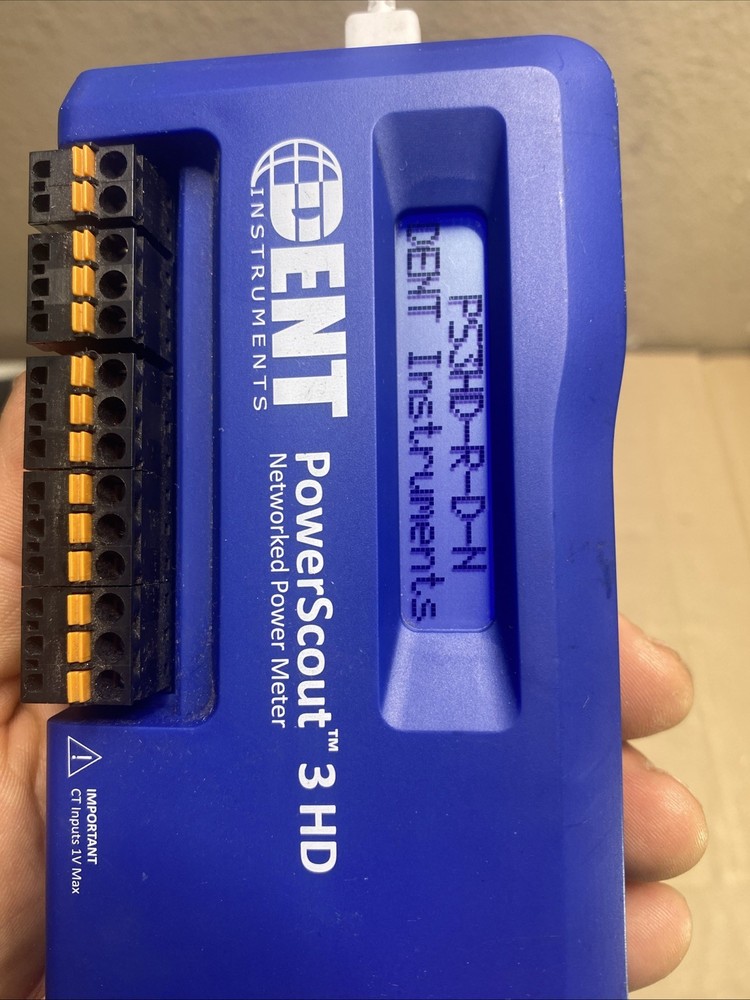 PS3HD-R-D-N
DENT Instruments
DENT
INSTRUMENTS
PowerScout™ 3 HD
Networked Power Meter
IMPORTANT
CT Inputs 1V Max